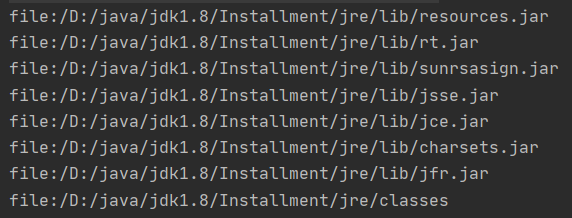 file:/D:/java/jdk1.8/Installment/jre/lib/resources.jar
file:/D:/java/jdk1.8/Installment/jre/lib/rt.jar
file:/D:/java/jdk1.8/Installment/jre/lib/sunrsasign.jar
file:/D:/java/jdk1.8/Installment/jre/lib/jsse.jar
file:/D:/java/jdk1.8/Installment/jre/lib/jce.jar
file:/D:/java/jdk1.8/Installment/jre/lib/charsets.jar
file:/D:/java/jdk1.8/Installment/jre/lib/jfr.jar
file:/D:/java/jdk1.8/Installment/jre/classes